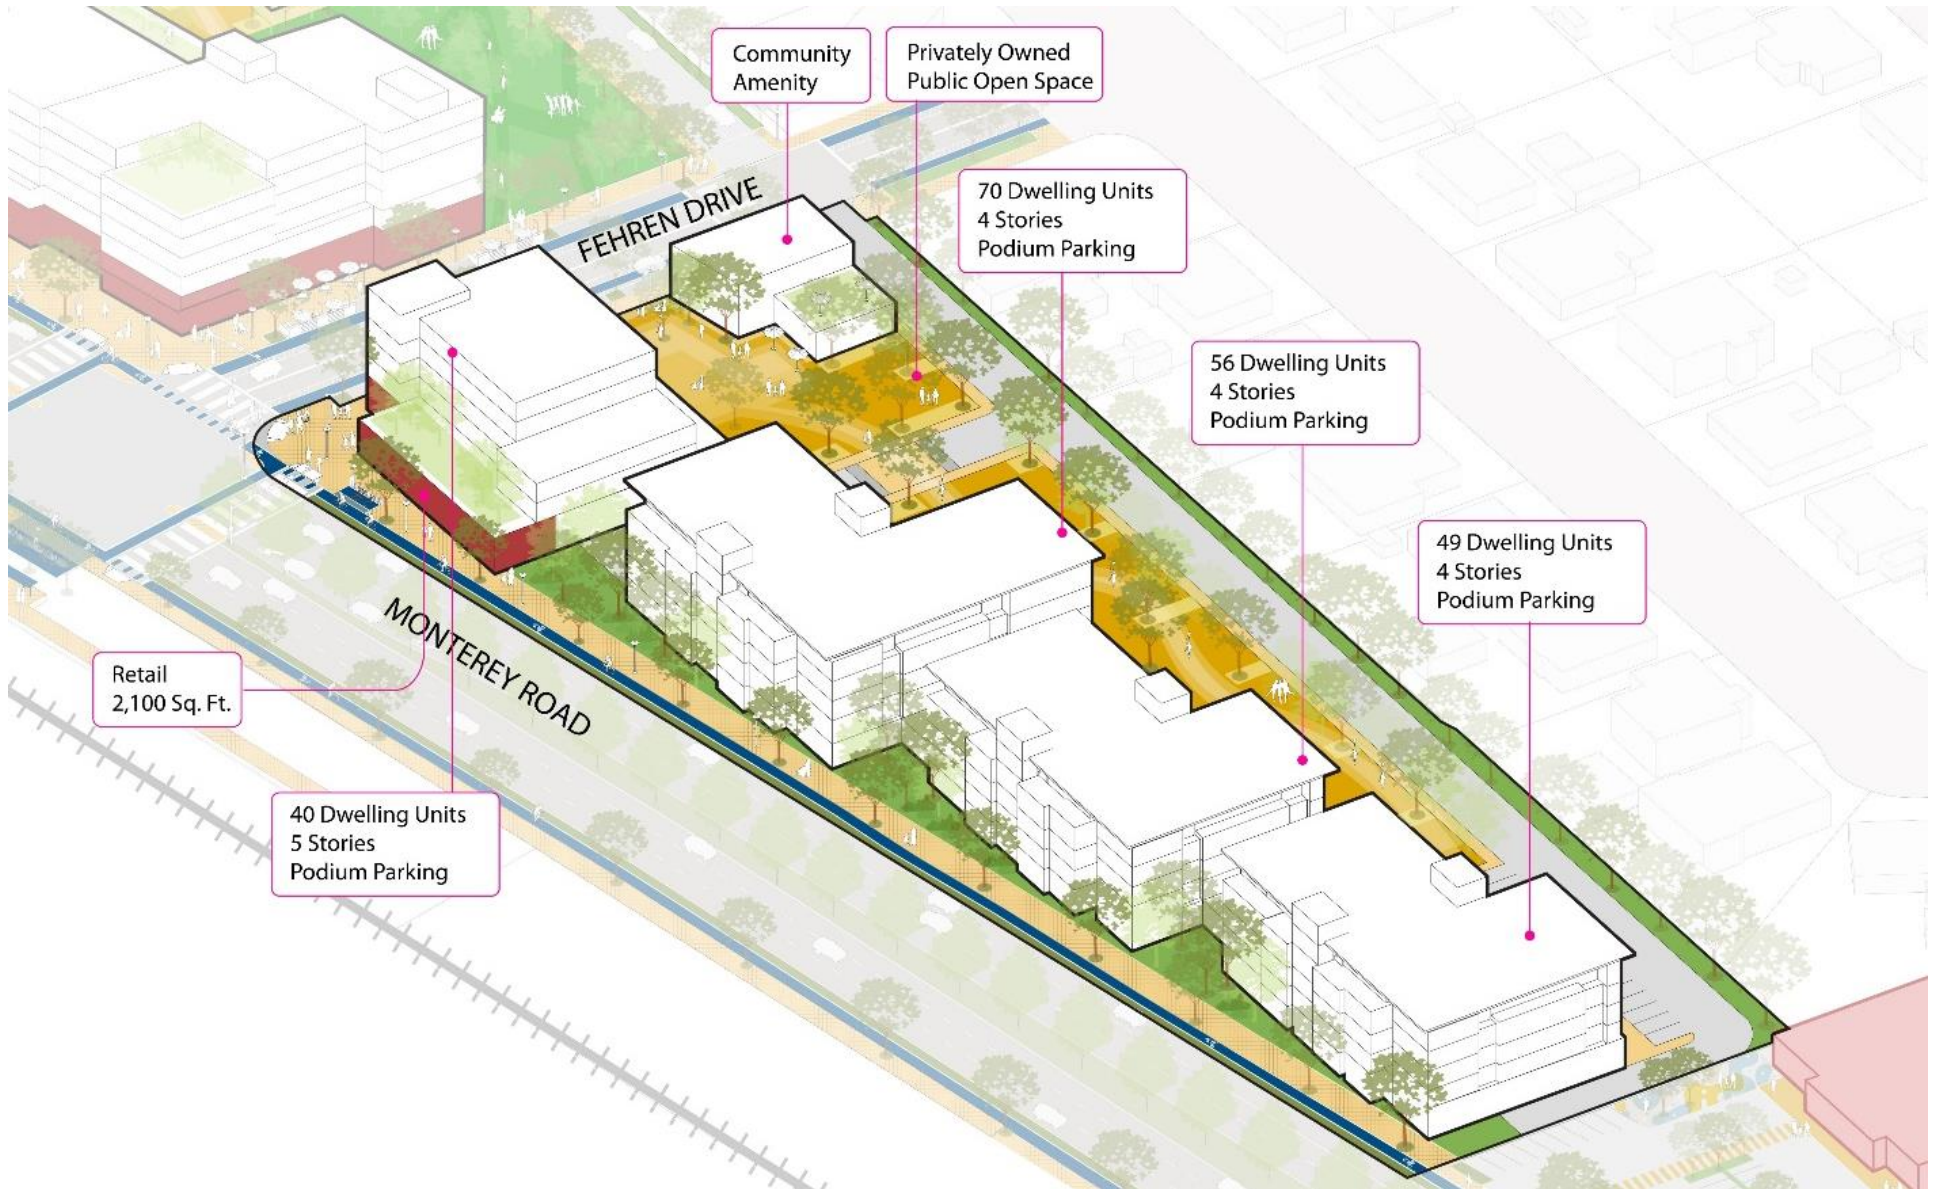 Community
Amenity
Privately Owned
Public Open Space
FEHREN DRIVE
70 Dwelling Units
4 Stories
Podium Parking
56 Dwelling Units
4 Stories
Podium Parking
49 Dwelling Units
4 Stories
Podium Parking
MONTEREY ROAD
Retail
2,100 Sq. Ft.
40 Dwelling Units
5 Stories
Podium Parking